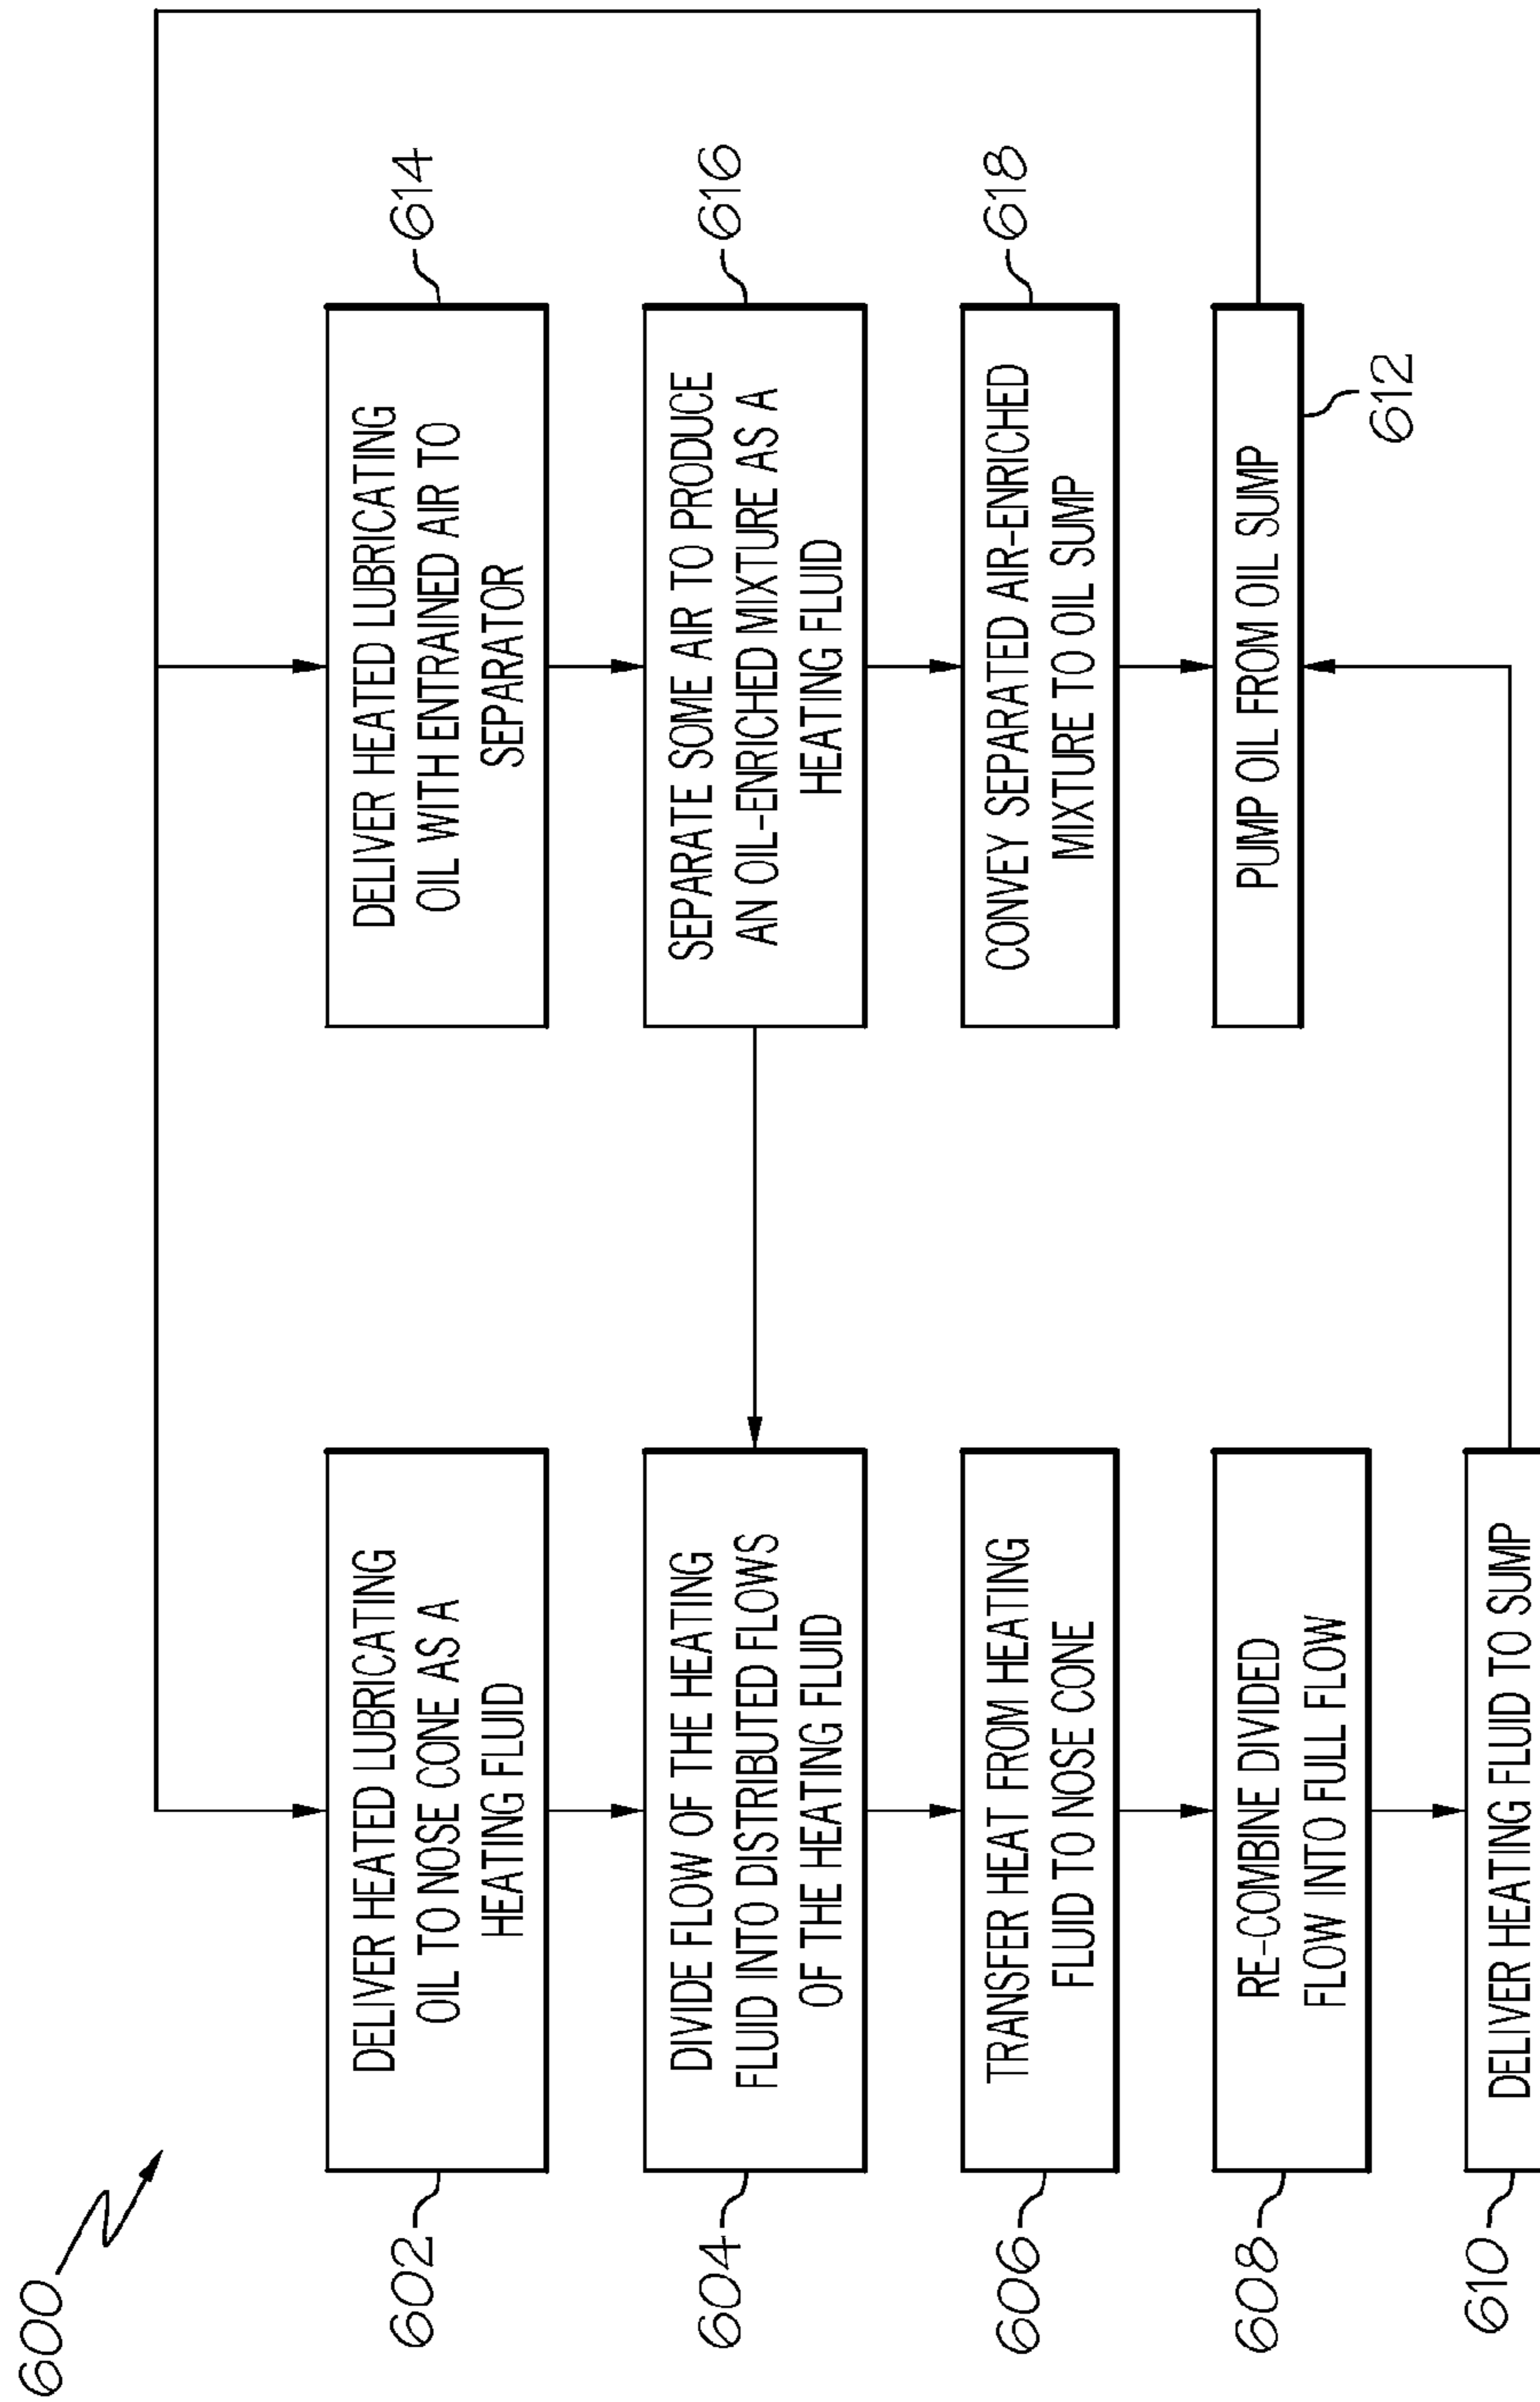 600
602
DELIVER HEATED LUBRICATING
OIL TO NOSE CONE AS A
HEATING FLUID
604
DIVIDE FLOW OF THE HEATING
FLUID INTO DISTRIBUTED FLOWS
OF THE HEATING FLUID
606
TRANSFER HEAT FROM HEATING
FLUID TO NOSE CONE
608
RE-COMBINE DIVIDED
FLOW INTO FULL FLOW
610
DELIVER HEATING FLUID TO SUMP
614
DELIVER HEATED LUBRICATING
OIL WITH ENTRAINED AIR TO
SEPARATOR
616
SEPARATE SOME AIR TO PRODUCE
AN OIL-ENRICHED MIXTURE AS A
HEATING FLUID
618
CONVEY SEPARATED AIR-ENRICHED
MIXTURE TO OIL SUMP
PUMP OIL FROM OIL SUMP
612